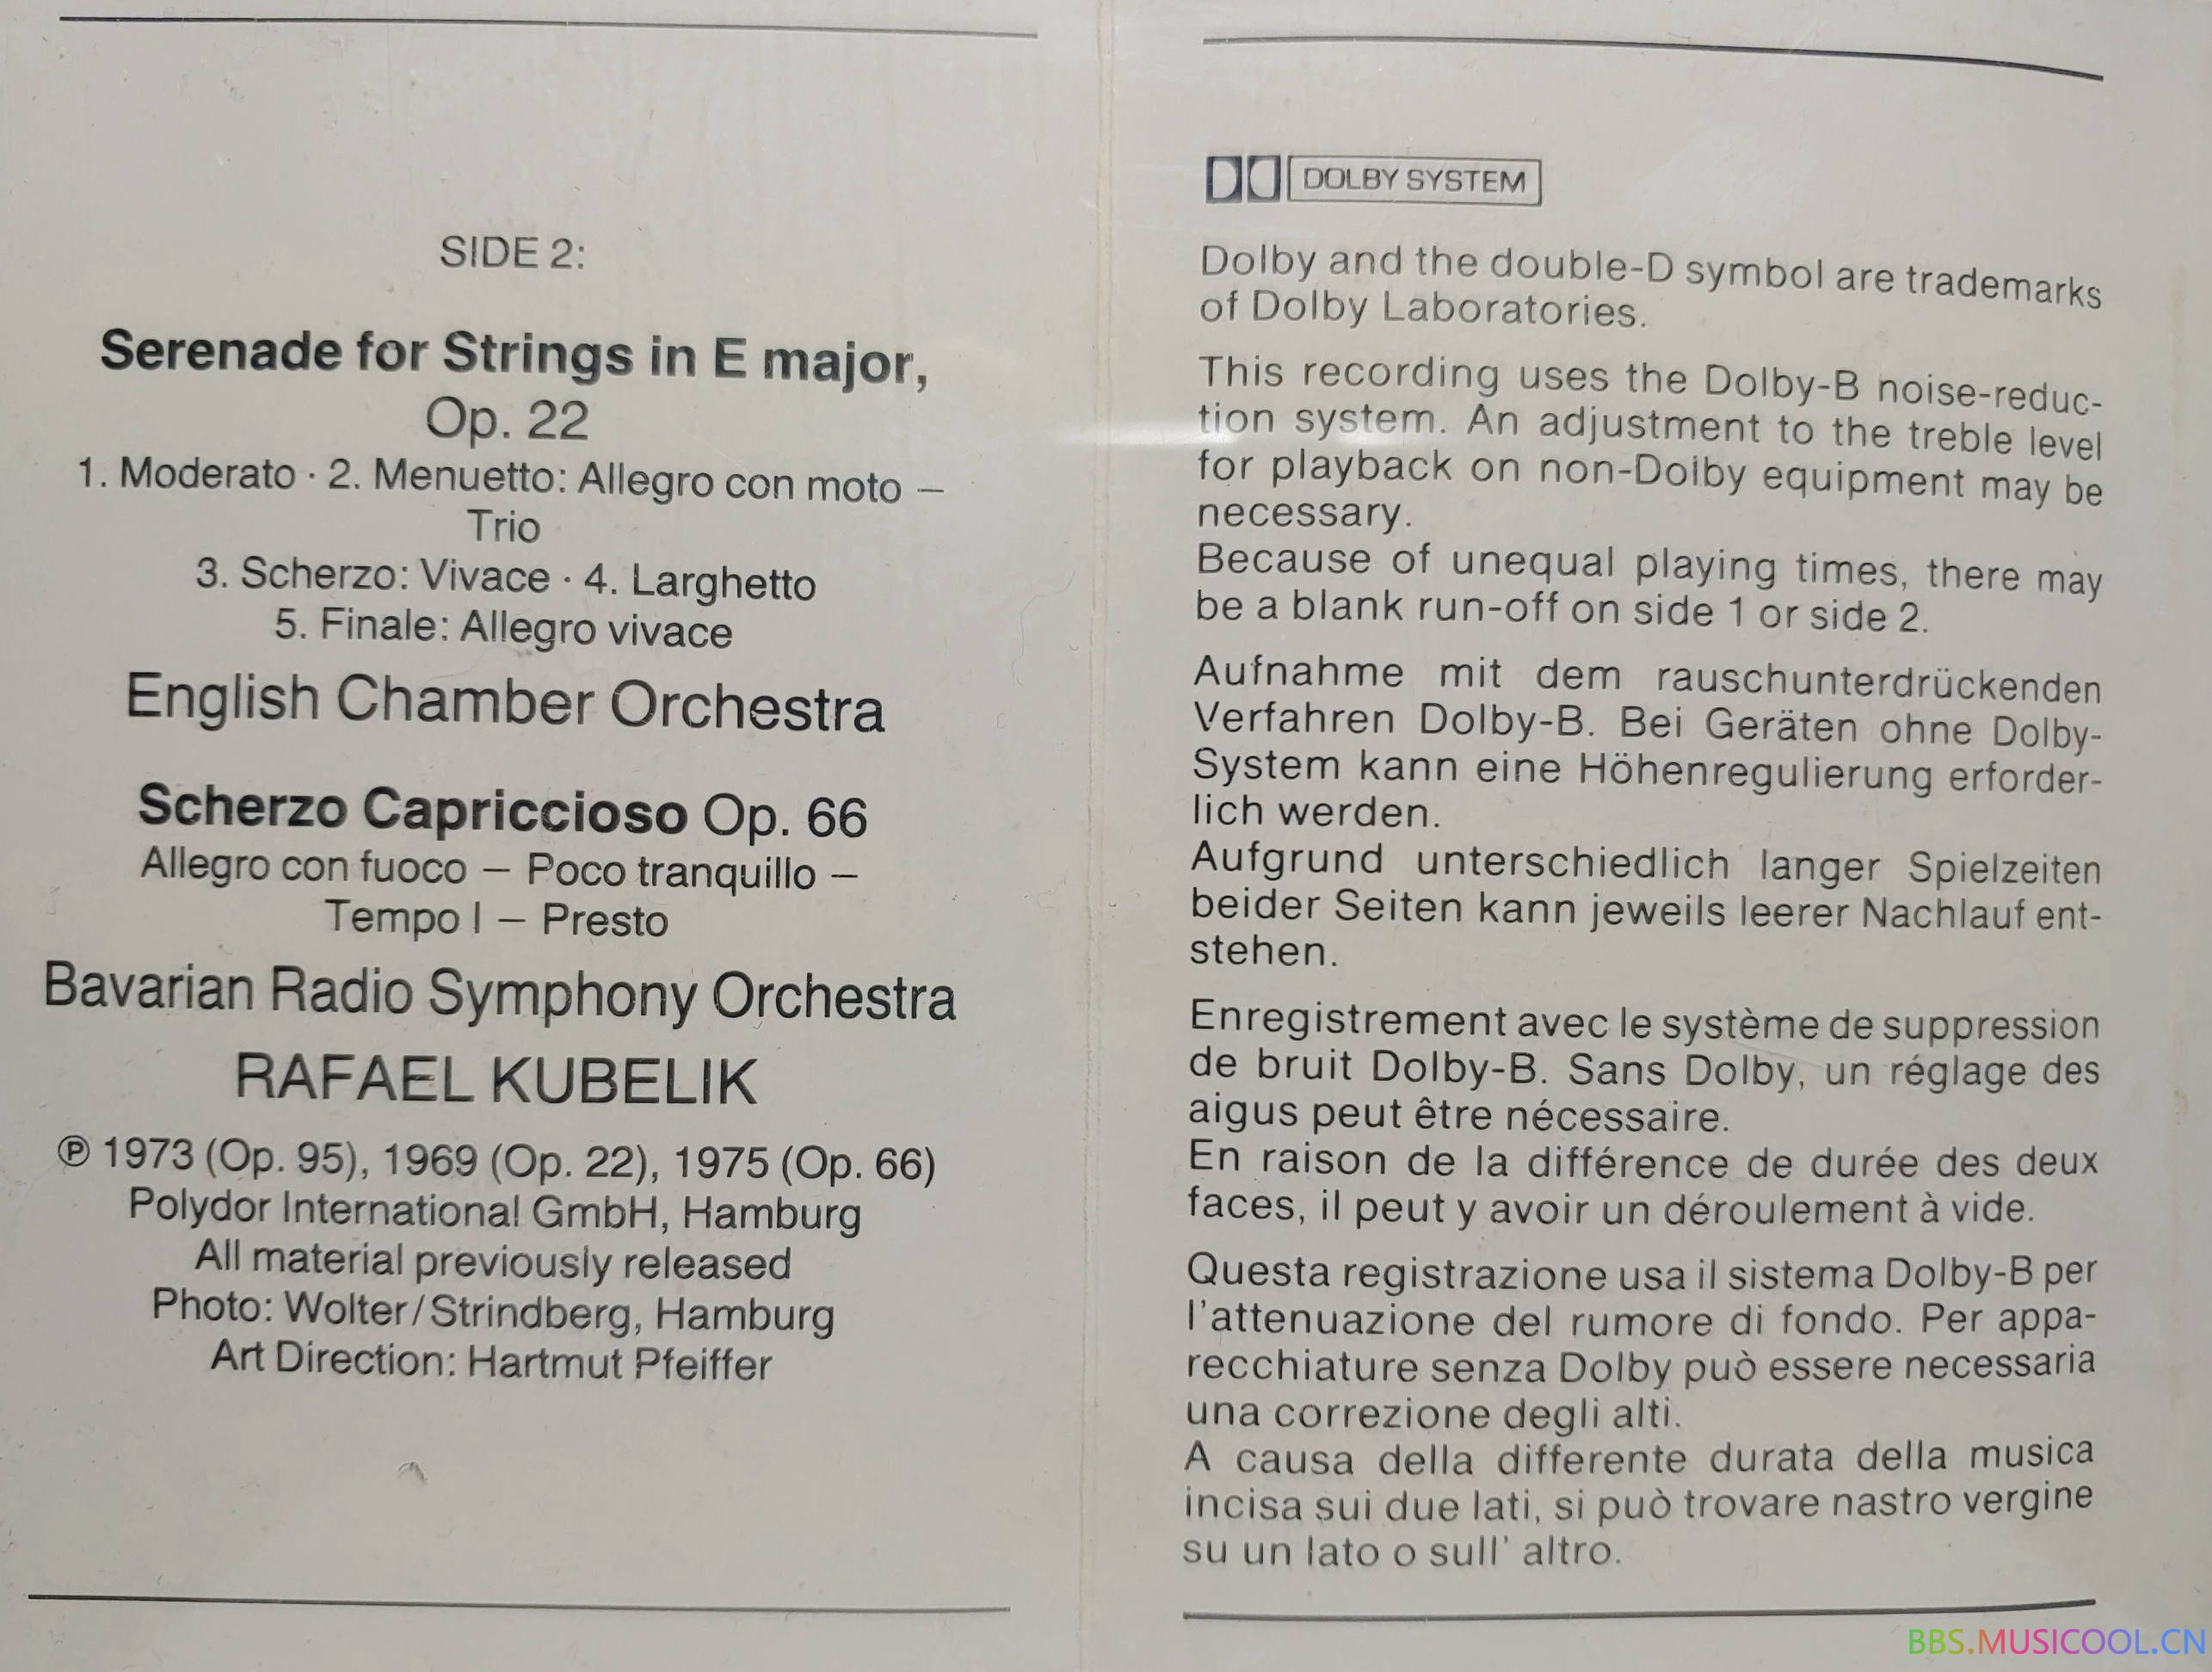 SIDE 2:
Serenade for Strings in E major,
Op. 22
1. Moderato · 2. Menuetto: Allegro con moto –
Trio
3. Scherzo: Vivace · 4. Larghetto
5. Finale: Allegro vivace
English Chamber Orchestra
Scherzo Capriccioso Op. 66
Allegro con fuoco – Poco tranquillo –
Tempo I – Presto
Bavarian Radio Symphony Orchestra
RAFAEL KUBELIK
℗ 1973 (Op. 95), 1969 (Op. 22), 1975 (Op. 66)
Polydor International GmbH, Hamburg
All material previously released
Photo: Wolter/Strindberg, Hamburg
Art Direction: Hartmut Pfeiffer
DOLBY SYSTEM
Dolby and the double-D symbol are trademarks
of Dolby Laboratories.
This recording uses the Dolby-B noise-reduc-
tion system. An adjustment to the treble level
for playback on non-Dolby equipment may be
necessary.
Because of unequal playing times, there may
be a blank run-off on side 1 or side 2.
Aufnahme mit dem rauschunterdrückenden
Verfahren Dolby-B. Bei Geräten ohne Dolby-
System kann eine Höhenregulierung erforder-
lich werden.
Aufgrund unterschiedlich langer Spielzeiten
beider Seiten kann jeweils leerer Nachlauf ent-
stehen.
Enregistrement avec le système de suppression
de bruit Dolby-B. Sans Dolby, un réglage des
aigus peut être nécessaire.
En raison de la différence de durée des deux
faces, il peut y avoir un déroulement à vide.
Questa registrazione usa il sistema Dolby-B per
l'attenuazione del rumore di fondo. Per appa-
recchiature senza Dolby può essere necessaria
una correzione degli alti.
A causa della differente durata della musica
incisa sui due lati, si può trovare nastro vergine
su un lato o sull' altro.
BBS.MUSICOOL.CN